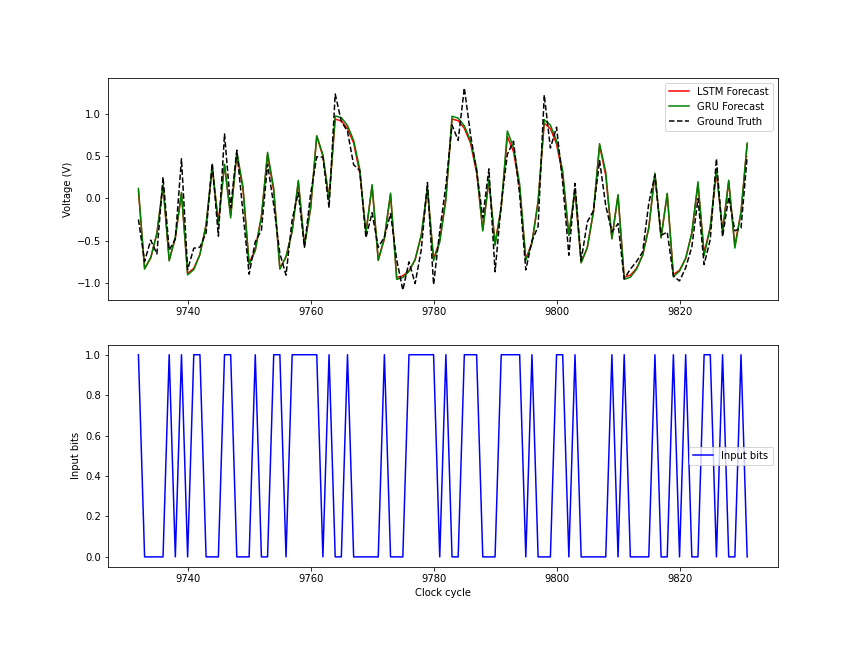 LSTM Forecast
GRU Forecast
Ground Truth
Voltage (V)
1.0
0.5
0.0
−0.5
−1.0
9740 9760 9780 9800 9820
Input bits
1.0
0.8
0.6
0.4
0.2
0.0
Input bits
9740 9760 9780 9800 9820
Clock cycle